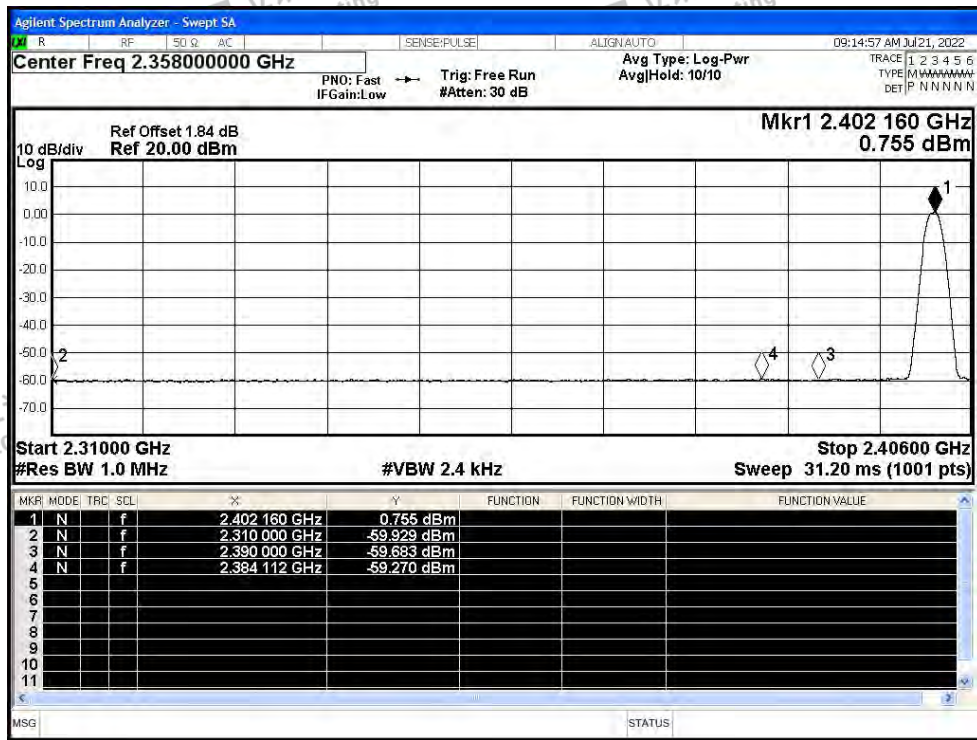 Agilent Spectrum Analyzer - Swept SA
LXI R RF 50 Ω AC SENSE:PULSE ALIGNAUTO 09:14:57 AM Jul 21, 2022
Center Freq 2.358000000 GHz
PNO: Fast
IFGain:Low
Trig: Free Run
#Atten: 30 dB
Avg Type: Log-Pwr
Avg|Hold: 10/10
TRACE 1 2 3 4 5 6
TYPE M W W W W W
DET P N N N N N
Mkr1 2.402 160 GHz
0.755 dBm
Ref Offset 1.84 dB
10 dB/div Ref 20.00 dBm
Log
10.0
1
0.00
-10.0
-20.0
-30.0
-40.0
-50.0
2 4 3
-60.0
-70.0
Start 2.31000 GHz Stop 2.40600 GHz
#Res BW 1.0 MHz #VBW 2.4 kHz Sweep 31.20 ms (1001 pts)
MKR MODE TRC SCL X Y FUNCTION FUNCTION WIDTH FUNCTION VALUE
1 N f 2.402 160 GHz 0.755 dBm
2 N f 2.310 000 GHz -59.929 dBm
3 N f 2.390 000 GHz -59.683 dBm
4 N f 2.384 112 GHz -59.270 dBm
5
6
7
8
9
10
11
MSG STATUS